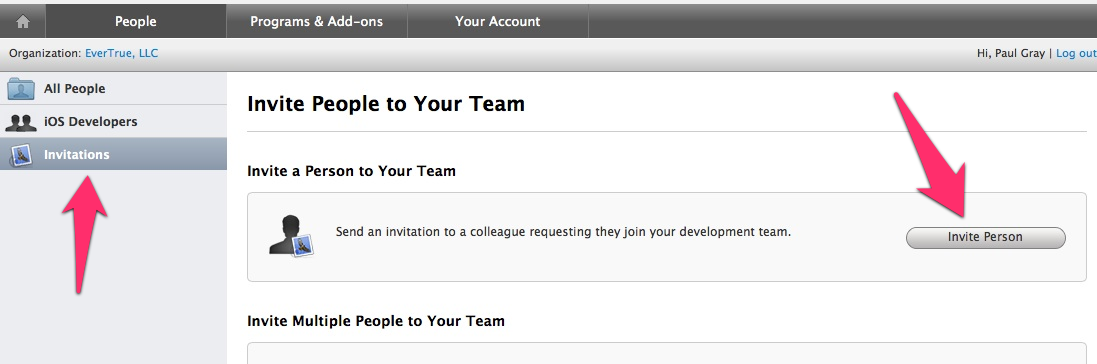 People Programs & Add-ons Your Account
Organization: EverTrue, LLC Hi, Paul Gray | Log out
All People
iOS Developers
Invitations
Invite People to Your Team
Invite a Person to Your Team
Send an invitation to a colleague requesting they join your development team.
Invite Person
Invite Multiple People to Your Team